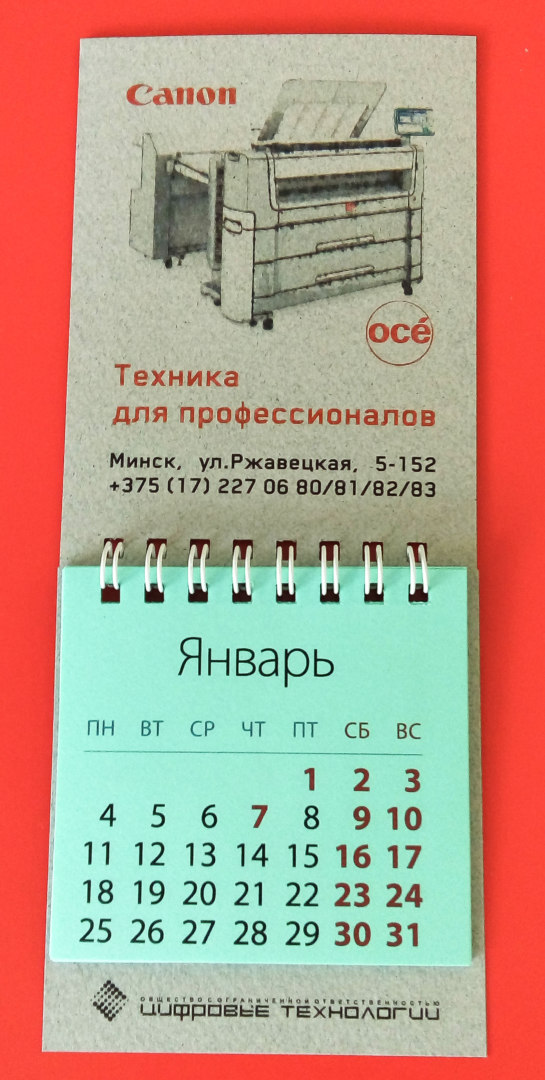 Canon
océ
Техника
для профессионалов
Минск, ул.Ржавецкая, 5-152
+375 (17) 227 06 80/81/82/83
Январь
ПН ВТ СР ЧТ ПТ СБ ВС
1 2 3
4 5 6 7 8 9 10
11 12 13 14 15 16 17
18 19 20 21 22 23 24
25 26 27 28 29 30 31
ОБЩЕСТВО С ОГРАНИЧЕННОЙ ОТВЕТСТВЕННОСТЬЮ
ЦИФРОВЫЕ ТЕХНОЛОГИИ